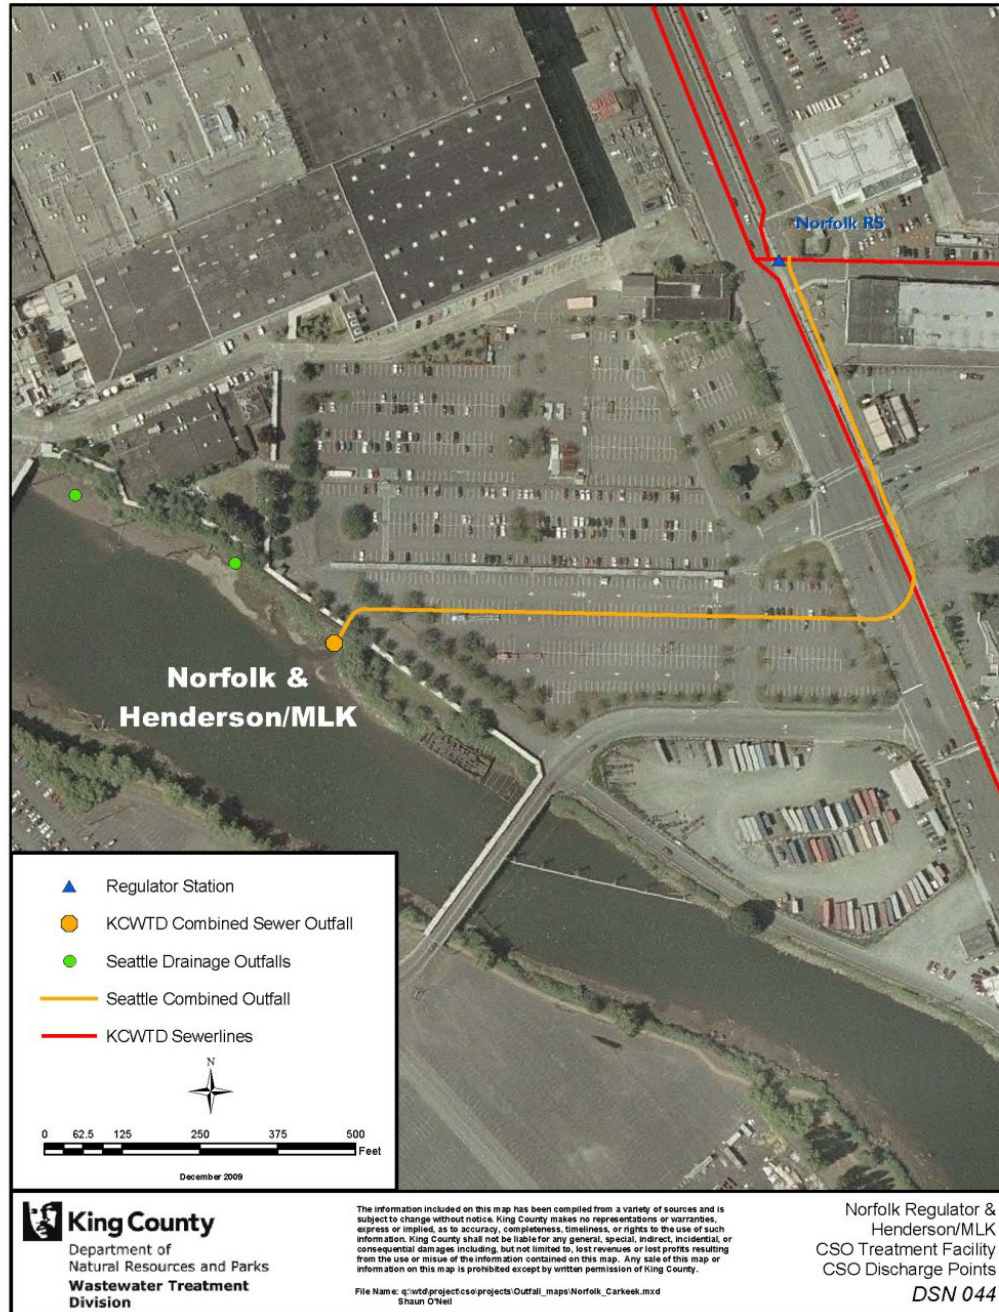 Norfolk RS
Norfolk &
Henderson/MLK
Regulator Station
KCWTD Combined Sewer Outfall
Seattle Drainage Outfalls
Seattle Combined Outfall
KCWTD Sewerlines
N
0 62.5 125 250 375 500
Feet
December 2009
King County
Department of
Natural Resources and Parks
Wastewater Treatment
Division
The information included on this map has been compiled from a variety of sources and is
subject to change without notice. King County makes no representations or warranties,
express or implied, as to accuracy, completeness, timeliness, or rights to the use of such
information. King County shall not be liable for any general, special, indirect, incidental, or
consequential damages including, but not limited to, lost revenues or lost profits resulting
from the use or misuse of the information contained on this map. Any sale of this map or
information on this map is prohibited except by written permission of King County.
File Name: q:\wtd\project\cso\projects\Outfall_maps\Norfolk_Carkeek.mxd
Shaun O'Neil
Norfolk Regulator &
Henderson/MLK
CSO Treatment Facility
CSO Discharge Points
DSN 044